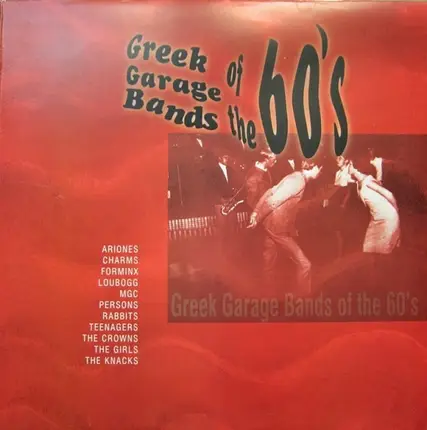 Greek
Garage
Bands
of
the
60's
Greek Garage Bands of the 60's
ARIONES
CHARMS
FORMINX
LOUBOGG
MGC
PERSONS
RABBITS
TEENAGERS
THE CROWNS
THE GIRLS
THE KNACKS